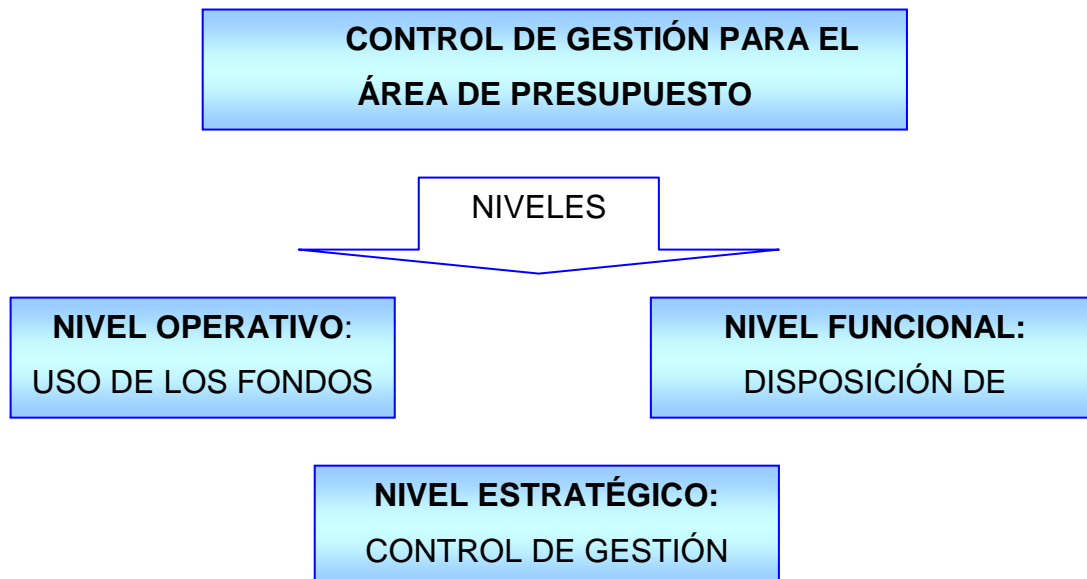 CONTROL DE GESTIÓN PARA EL
ÁREA DE PRESUPUESTO
NIVELES
NIVEL OPERATIVO:
USO DE LOS FONDOS
NIVEL FUNCIONAL:
DISPOSICIÓN DE
NIVEL ESTRATÉGICO:
CONTROL DE GESTIÓN